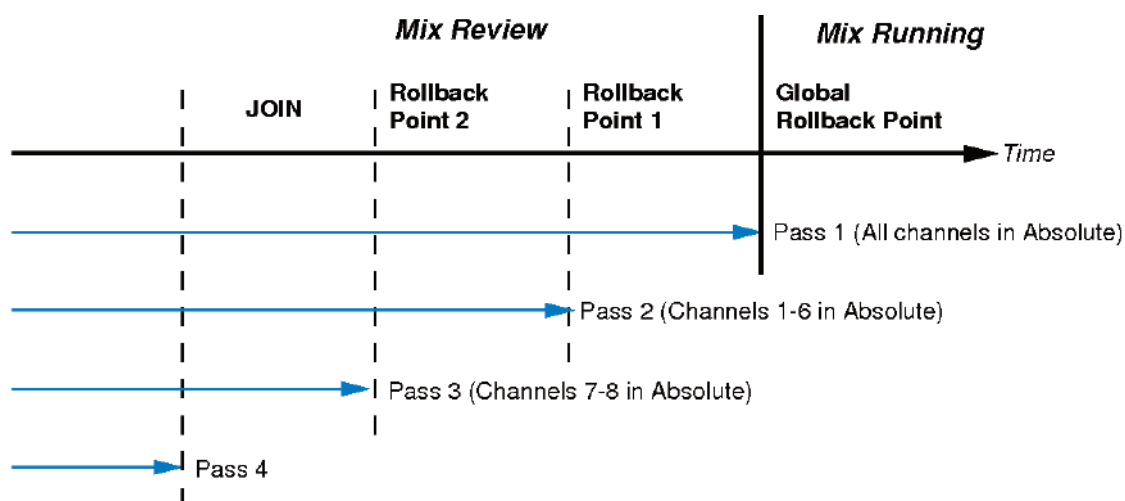 Mix Review
Mix Running
JOIN
Rollback
Point 2
Rollback
Point 1
Global
Rollback Point
Time
Pass 1 (All channels in Absolute)
Pass 2 (Channels 1-6 in Absolute)
Pass 3 (Channels 7-8 in Absolute)
Pass 4